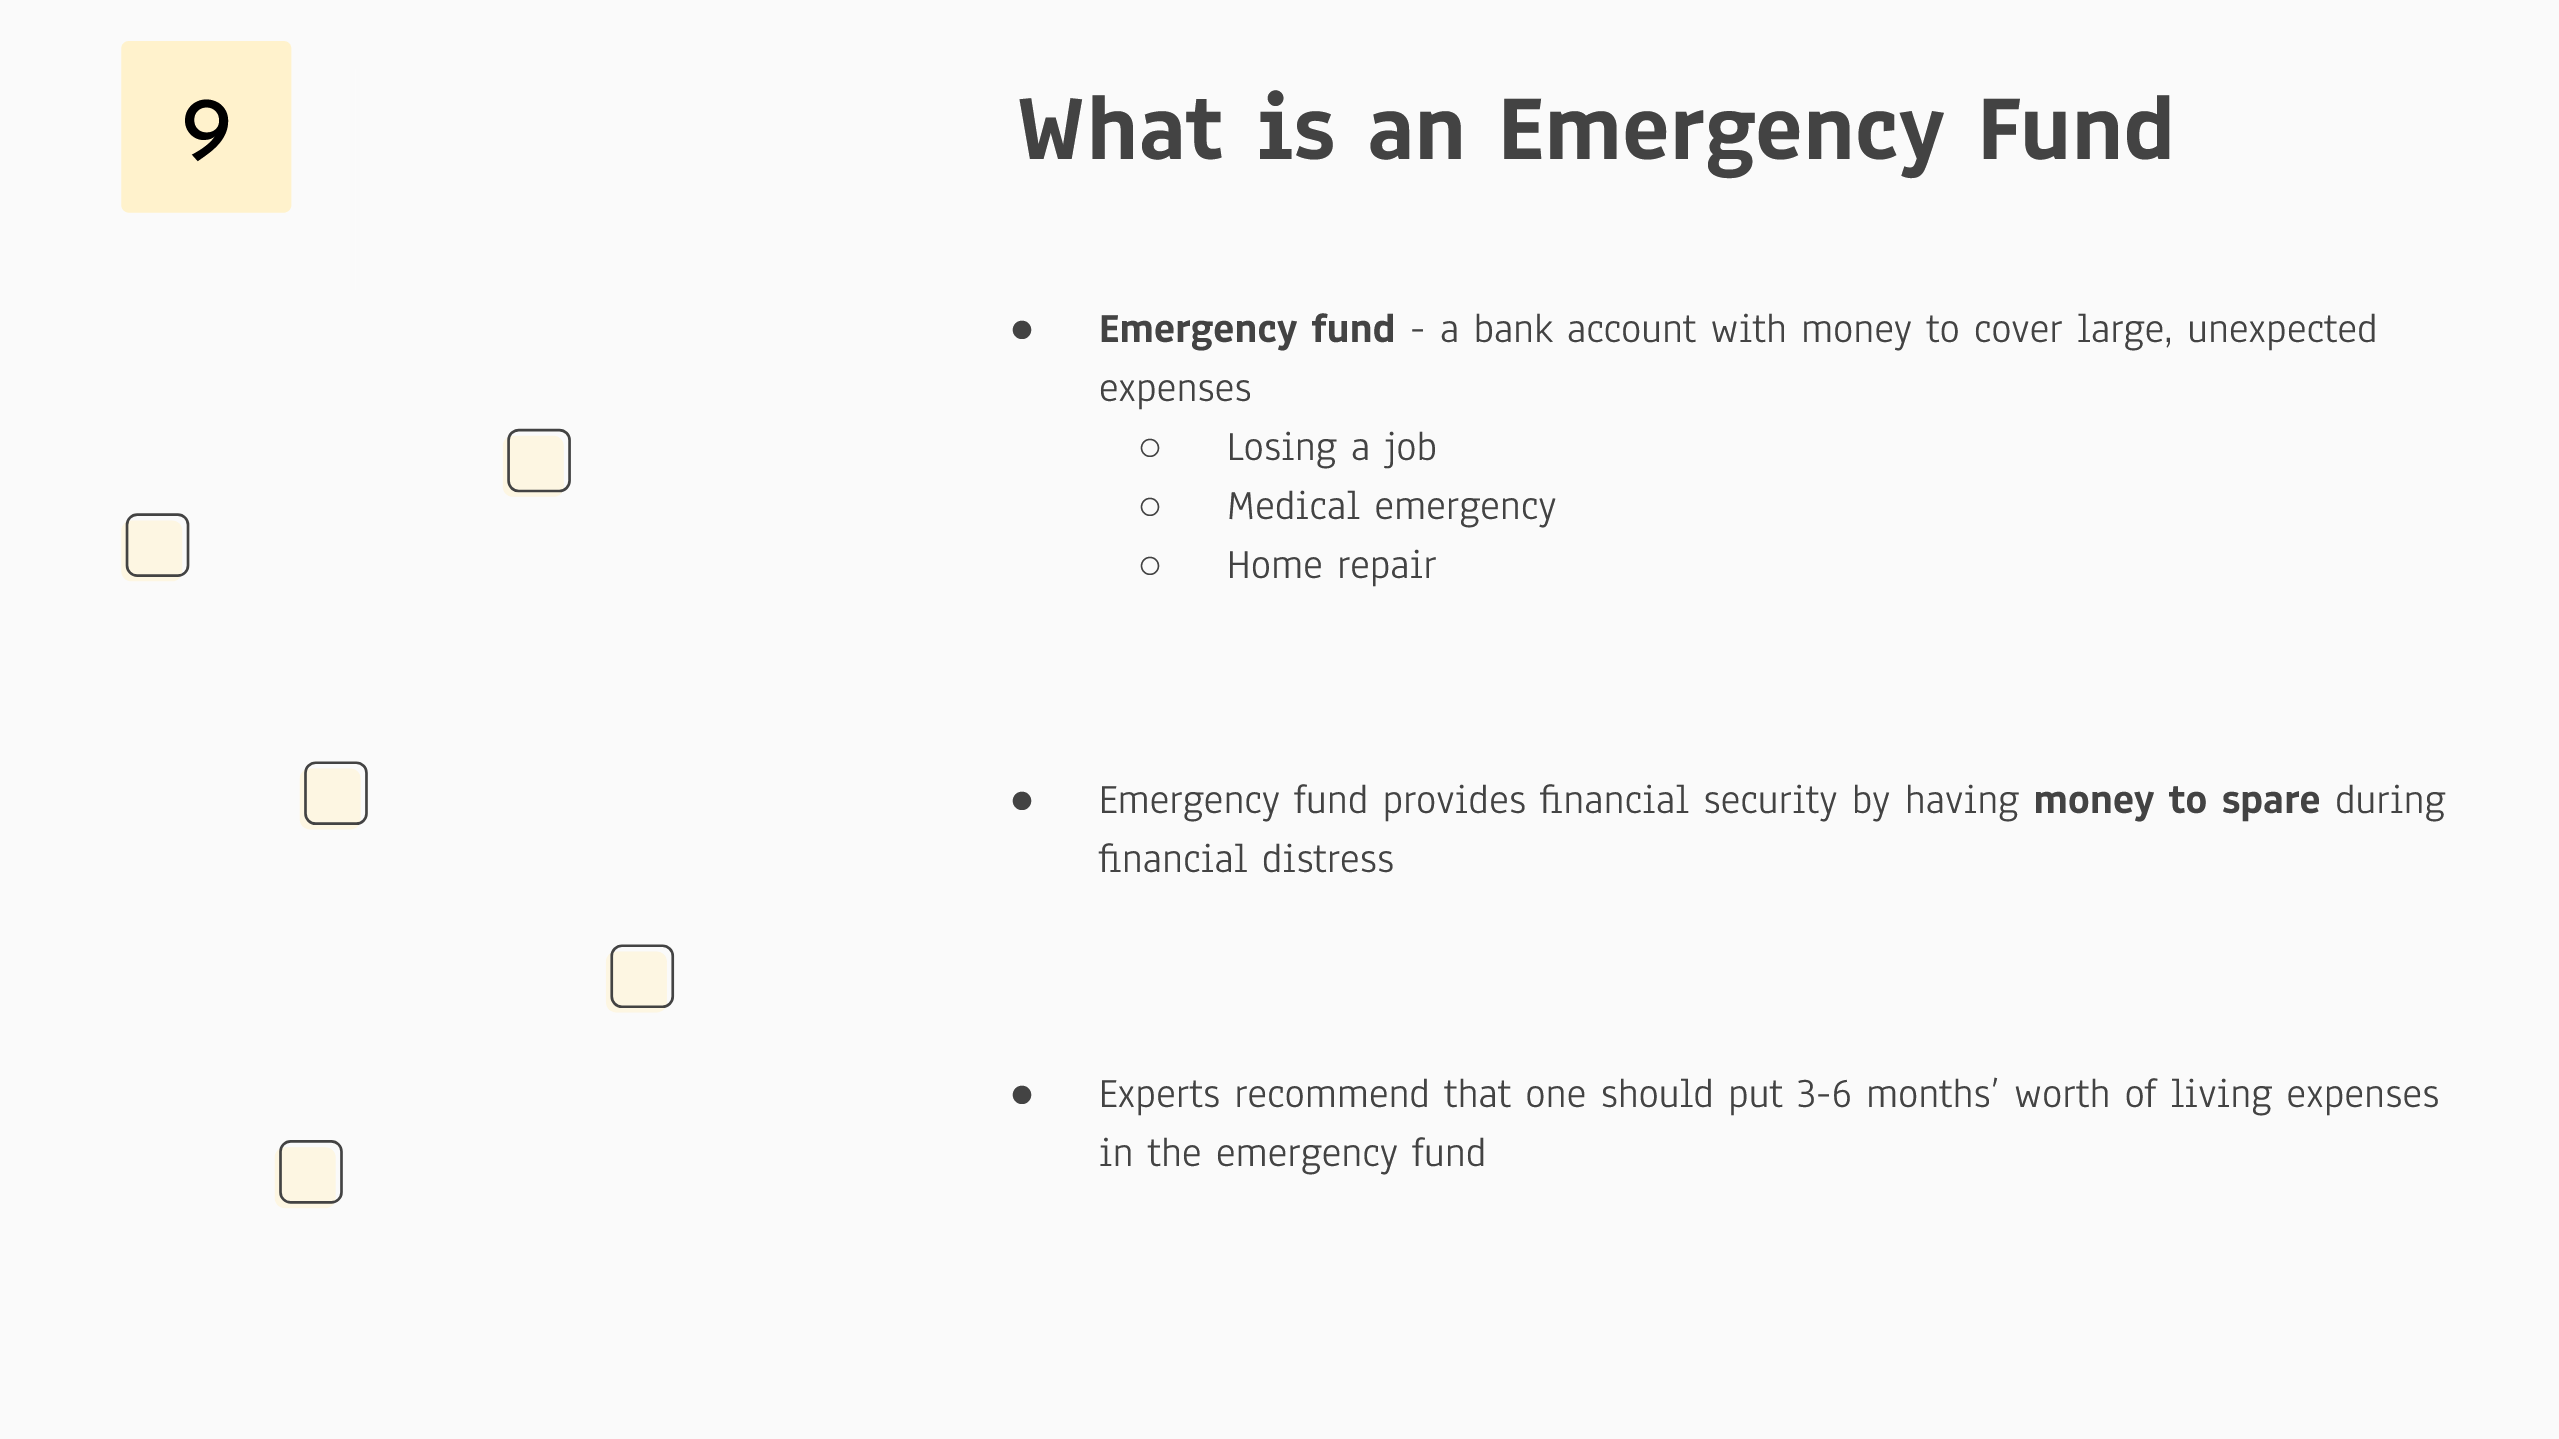 9
What is an Emergency Fund
● Emergency fund - a bank account with money to cover large, unexpected
expenses
○ Losing a job
○ Medical emergency
○ Home repair
● Emergency fund provides financial security by having money to spare during
financial distress
● Experts recommend that one should put 3-6 months’ worth of living expenses
in the emergency fund